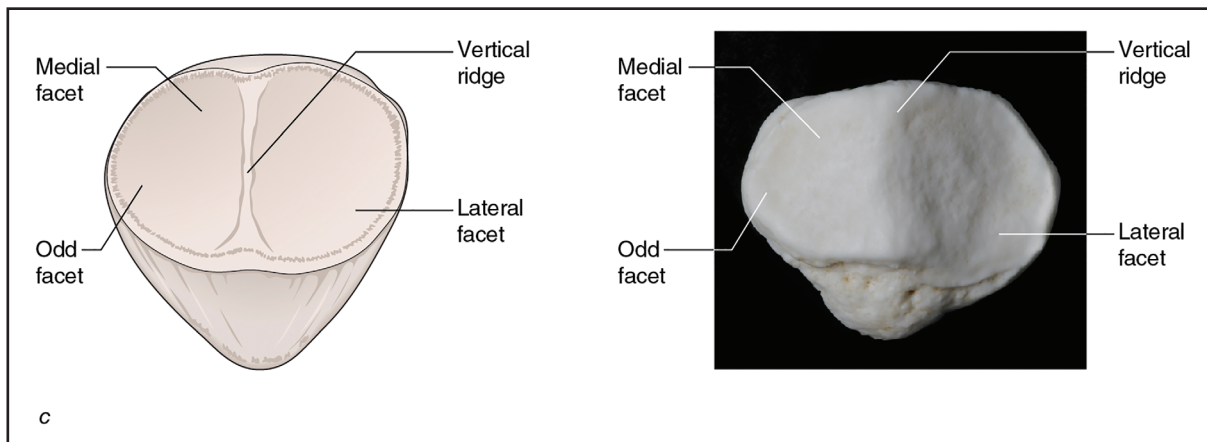 Medial
facet
Vertical
ridge
Odd
facet
Lateral
facet
Medial
facet
Vertical
ridge
Odd
facet
Lateral
facet
c